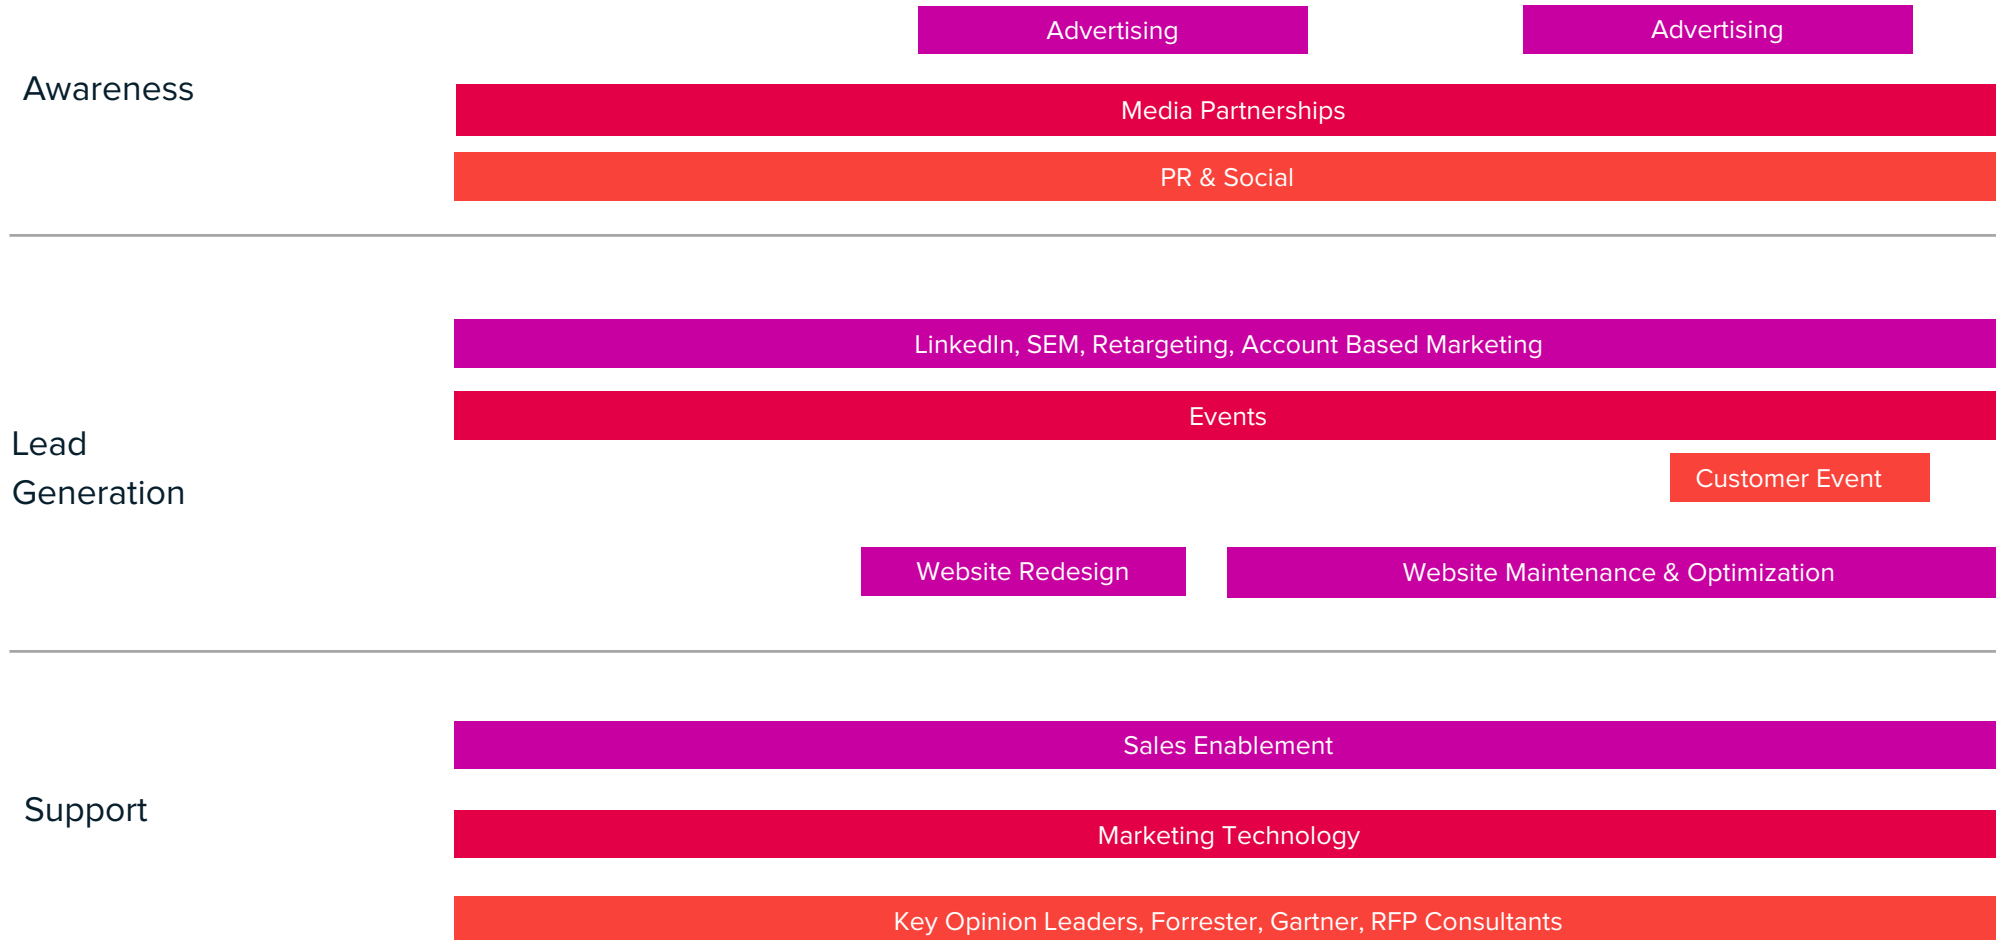 Advertising
Advertising
Awareness
Media Partnerships
PR & Social
LinkedIn, SEM, Retargeting, Account Based Marketing
Events
Lead
Generation
Customer Event
Website Redesign
Website Maintenance & Optimization
Sales Enablement
Support
Marketing Technology
Key Opinion Leaders, Forrester, Gartner, RFP Consultants